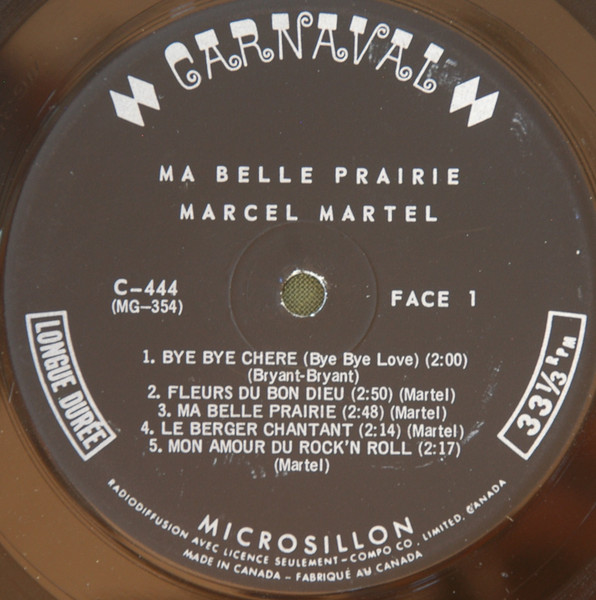 CARNAVAL
MA BELLE PRAIRIE
MARCEL MARTEL
C-444
(MG-354)
FACE 1
LONGUE DURÉE
33 1/3 RPM
1. BYE BYE CHERE (Bye Bye Love) (2:00)
(Bryant-Bryant)
2. FLEURS DU BON DIEU (2:50) (Martel)
3. MA BELLE PRAIRIE (2:48) (Martel)
4. LE BERGER CHANTANT (2:14) (Martel)
5. MON AMOUR DU ROCK'N ROLL (2:17)
(Martel)
MICROSILLON
RADIODIFFUSION AVEC LICENCE SEULEMENT-COMPO CO. LIMITED, CANADA
MADE IN CANADA - FABRIQUÉ AU CANADA